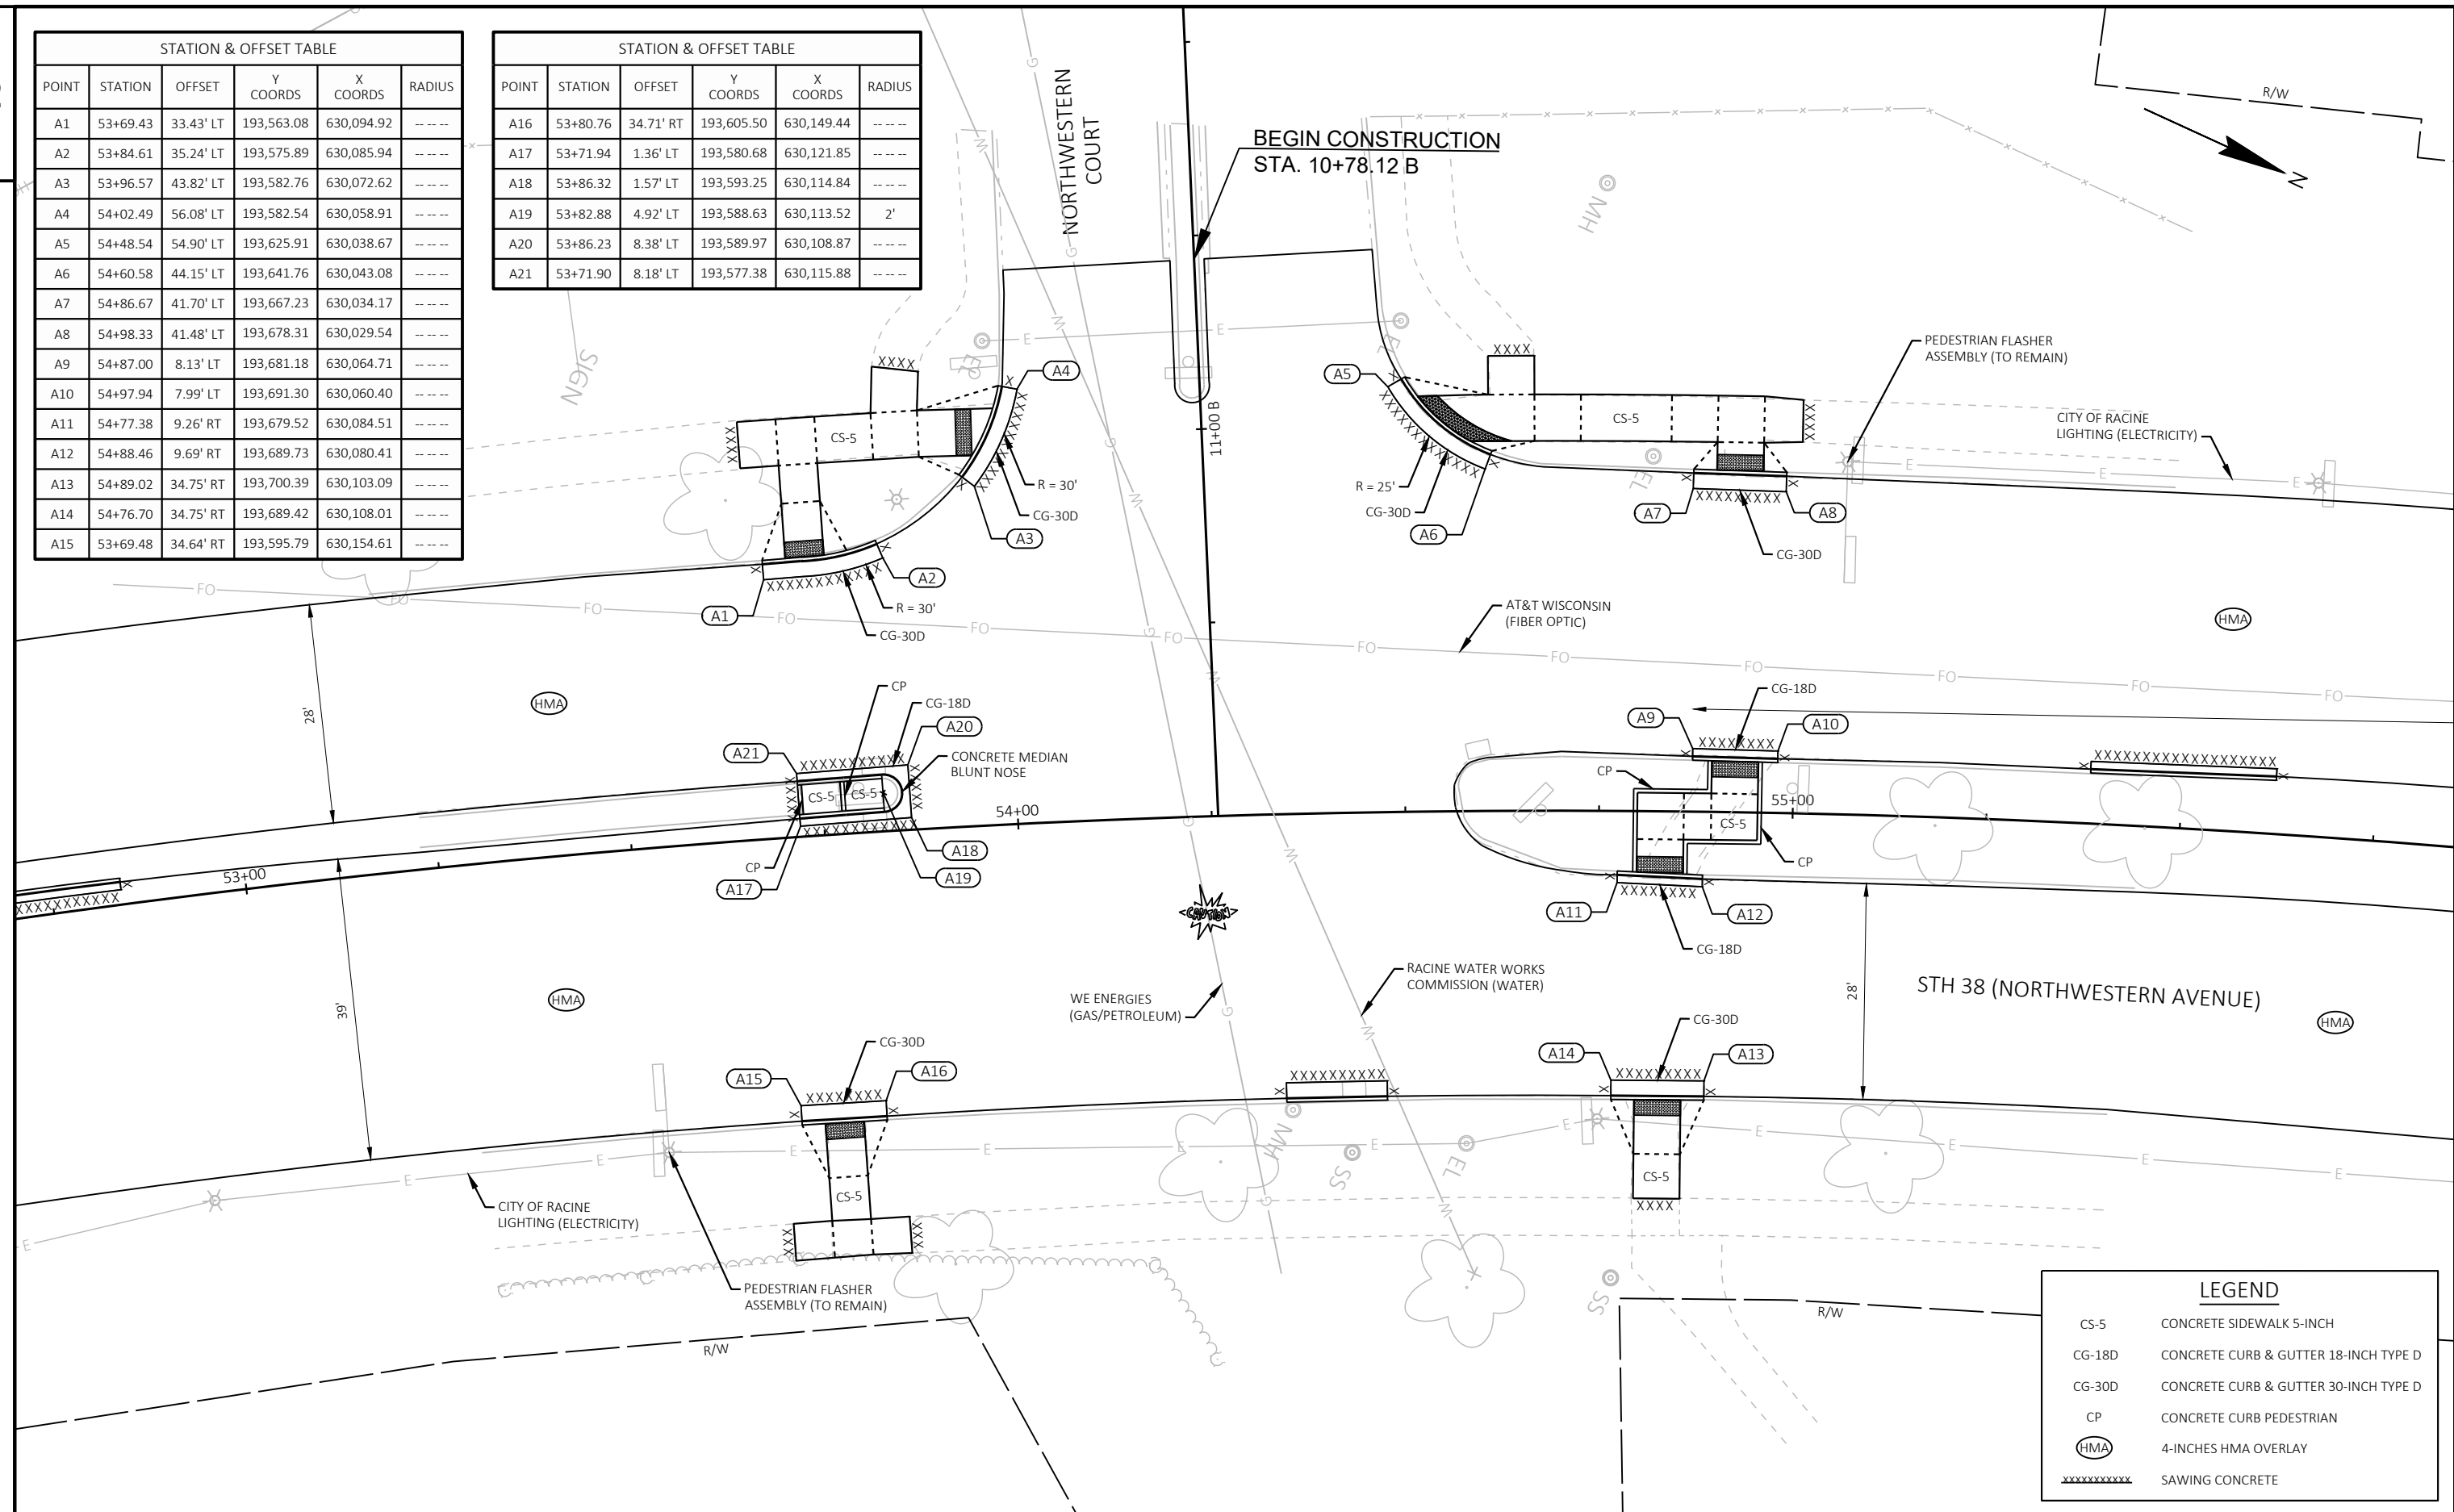 STATION & OFFSET TABLE
POINT STATION OFFSET Y COORDS X COORDS RADIUS
A1 53+69.43 33.43' LT 193,563.08 630,094.92 -- -- --
A2 53+84.61 35.24' LT 193,575.89 630,085.94 -- -- --
A3 53+96.57 43.82' LT 193,582.76 630,072.62 -- -- --
A4 54+02.49 56.08' LT 193,582.54 630,058.91 -- -- --
A5 54+48.54 54.90' LT 193,625.91 630,038.67 -- -- --
A6 54+60.58 44.15' LT 193,641.76 630,043.08 -- -- --
A7 54+86.67 41.70' LT 193,667.23 630,034.17 -- -- --
A8 54+98.33 41.48' LT 193,678.31 630,029.54 -- -- --
A9 54+87.00 8.13' LT 193,681.18 630,064.71 -- -- --
A10 54+97.94 7.99' LT 193,691.30 630,060.40 -- -- --
A11 54+77.38 9.26' RT 193,679.52 630,084.51 -- -- --
A12 54+88.46 9.69' RT 193,689.73 630,080.41 -- -- --
A13 54+89.02 34.75' RT 193,700.39 630,103.09 -- -- --
A14 54+76.70 34.75' RT 193,689.42 630,108.01 -- -- --
A15 53+69.48 34.64' RT 193,595.79 630,154.61 -- -- --
STATION & OFFSET TABLE
POINT STATION OFFSET Y COORDS X COORDS RADIUS
A16 53+80.76 34.71' RT 193,605.50 630,149.44 -- -- --
A17 53+71.94 1.36' LT 193,580.68 630,121.85 -- -- --
A18 53+86.32 1.57' LT 193,593.25 630,114.84 -- -- --
A19 53+82.88 4.92' LT 193,588.63 630,113.52 2'
A20 53+86.23 8.38' LT 193,589.97 630,108.87 -- -- --
A21 53+71.90 8.18' LT 193,577.38 630,115.88 -- -- --
NORTHWESTERN
COURT
BEGIN CONSTRUCTION
STA. 10+78.12 B
R/W
N
MH
SIGN
EL
E
E
EL
PEDESTRIAN FLASHER
ASSEMBLY (TO REMAIN)
A4
A5
CS-5
CS-5
CITY OF RACINE
LIGHTING (ELECTRICITY)
11+00 B
EL
E
E
R = 30'
CG-30D
A3
R = 25'
CG-30D
A6
A7
A8
CG-30D
A2
A1
R = 30'
CG-30D
FO
FO
FO
FO
FO
FO
FO
FO
FO
FO
FO
FO
AT&T WISCONSIN
(FIBER OPTIC)
HMA
HMA
28'
CP
CG-18D
A20
A21
CONCRETE MEDIAN
BLUNT NOSE
CS-5
CS-5
CP
A17
A18
A19
53+00
54+00
CG-18D
A9
A10
CP
55+00
CS-5
CP
A11
A12
CG-18D
CAUTION
HMA
39'
WE ENERGIES
(GAS/PETROLEUM)
RACINE WATER WORKS
COMMISSION (WATER)
28'
STH 38 (NORTHWESTERN AVENUE)
HMA
CG-30D
A15
A16
CG-30D
A14
A13
MH
SS
EL
E
E
E
E
E
E
E
E
E
E
E
CS-5
CS-5
CITY OF RACINE
LIGHTING (ELECTRICITY)
PEDESTRIAN FLASHER
ASSEMBLY (TO REMAIN)
SS
R/W
R/W
LEGEND
CS-5 CONCRETE SIDEWALK 5-INCH
CG-18D CONCRETE CURB & GUTTER 18-INCH TYPE D
CG-30D CONCRETE CURB & GUTTER 30-INCH TYPE D
CP CONCRETE CURB PEDESTRIAN
HMA 4-INCHES HMA OVERLAY
XXXXXXXXXXX SAWING CONCRETE